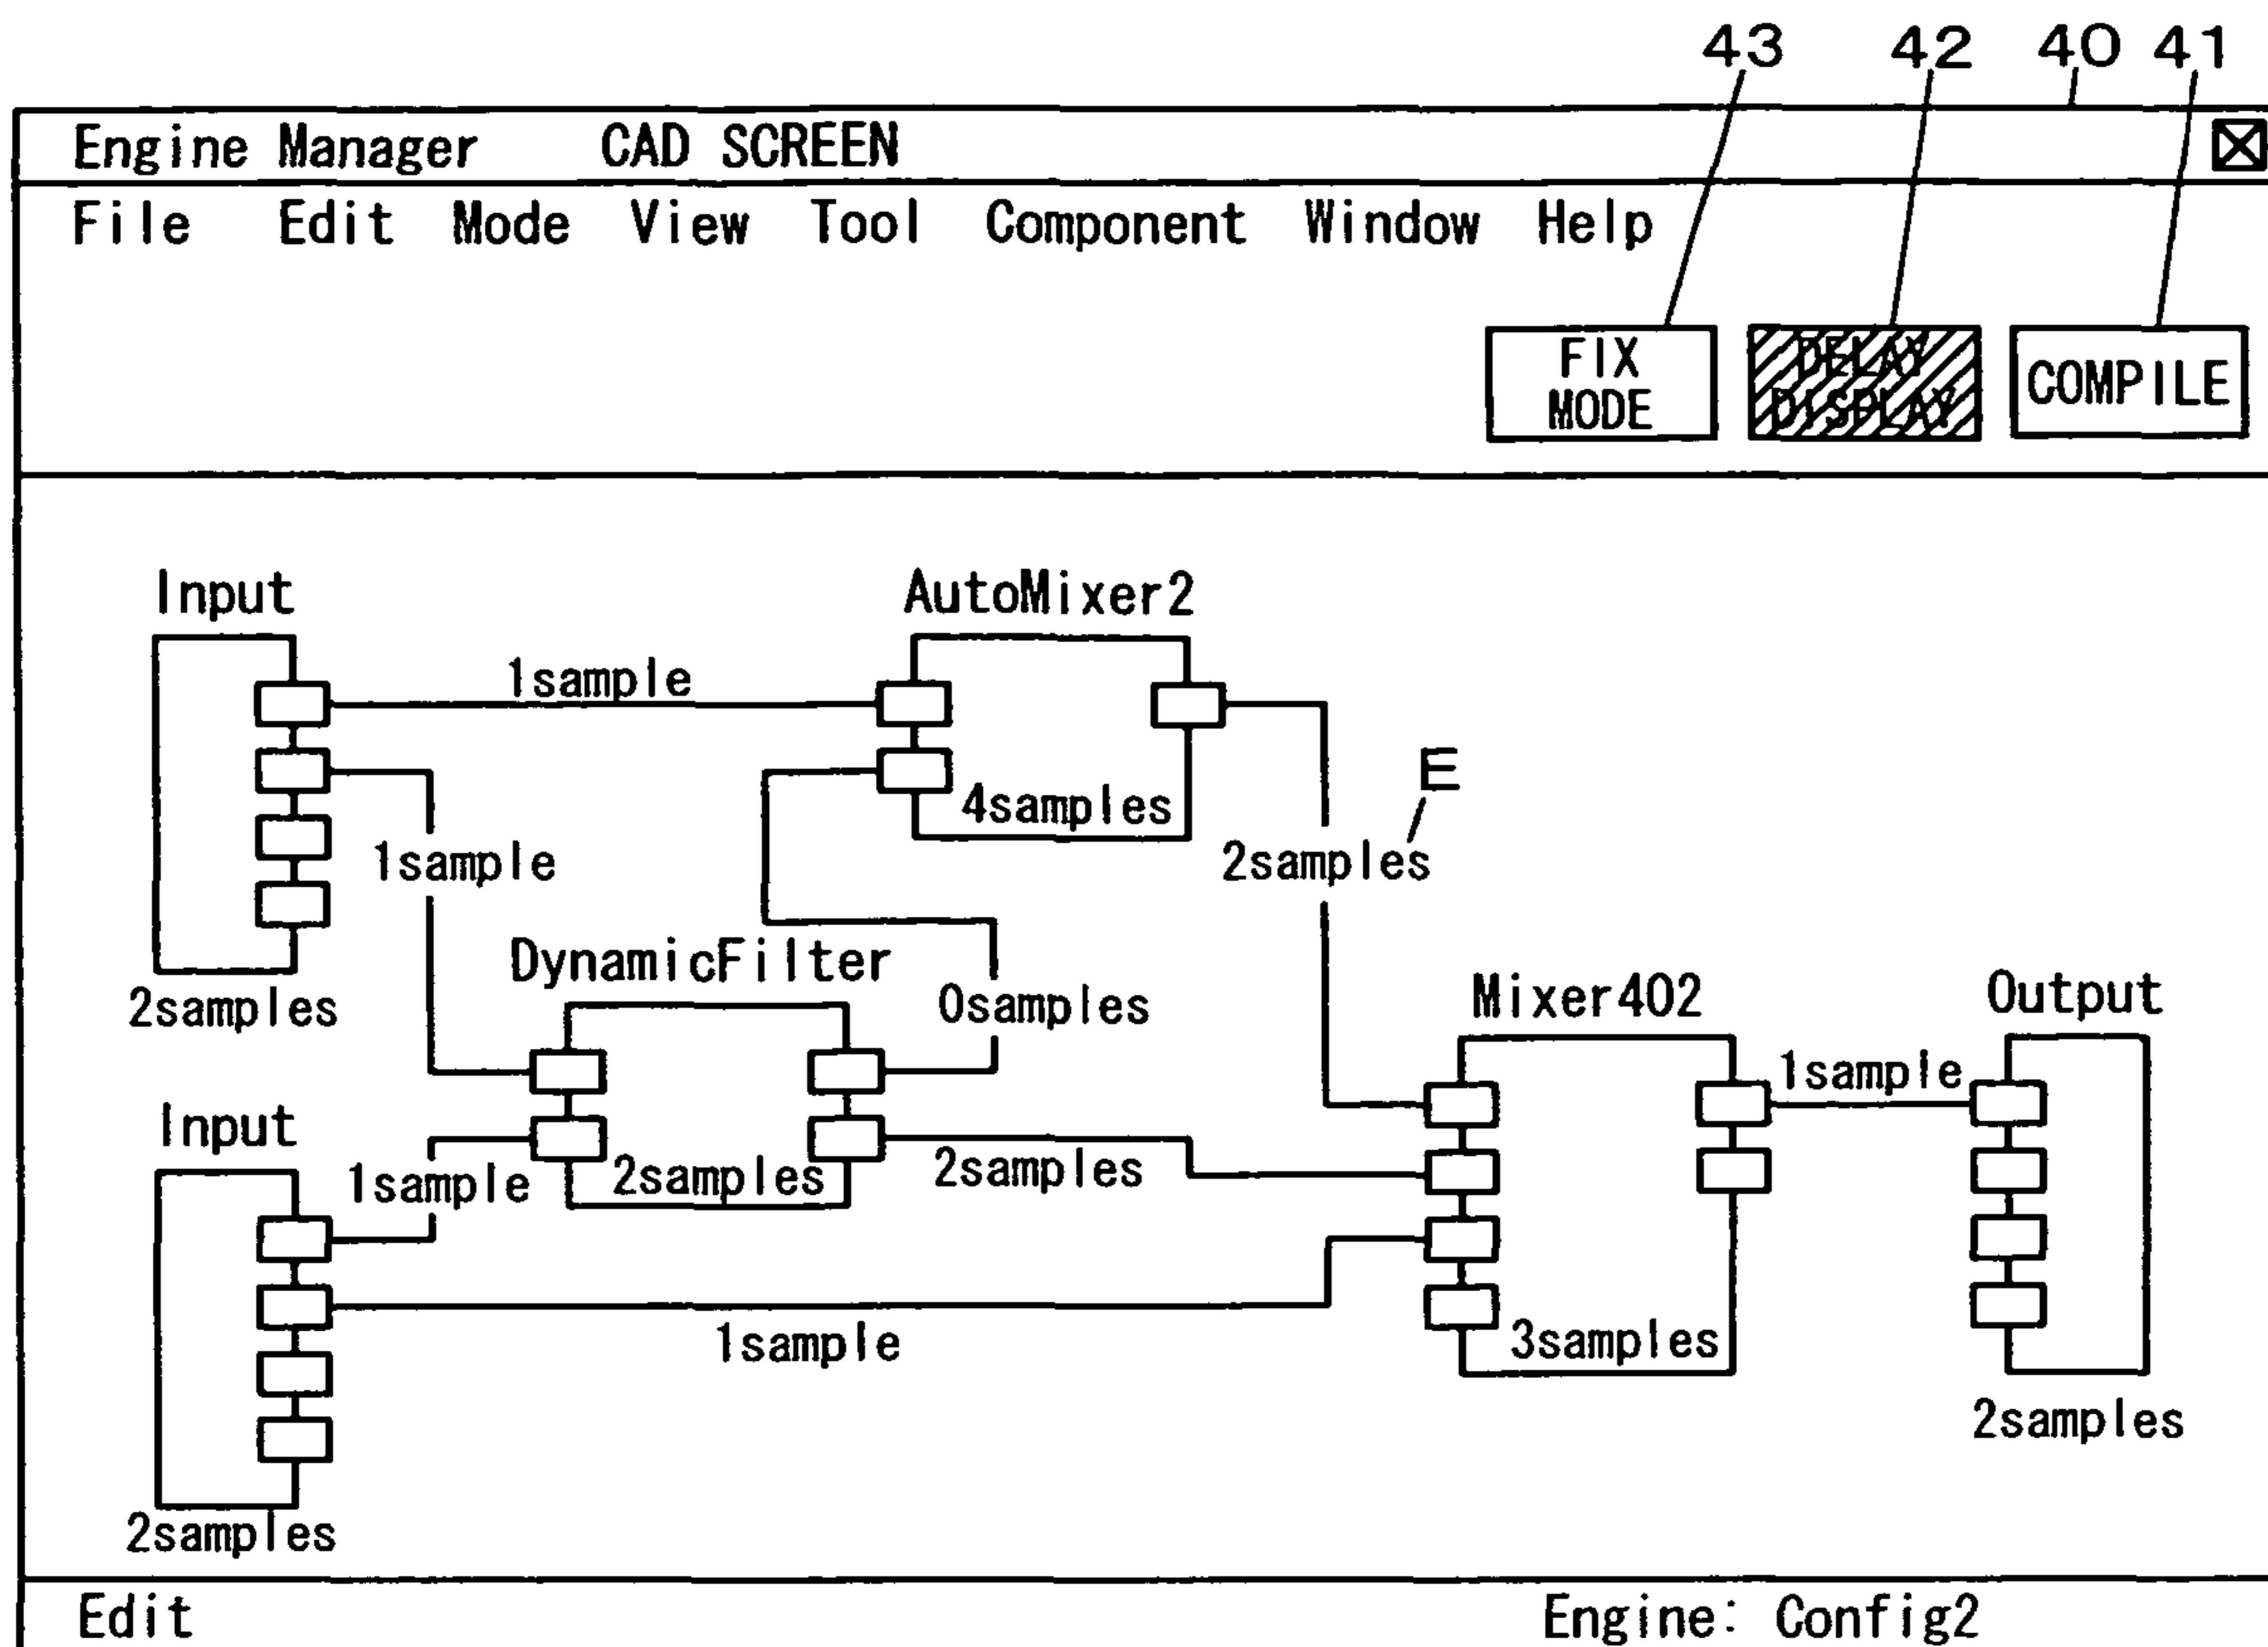 43 42 40 41
Engine Manager CAD SCREEN
File Edit Mode View Tool Component Window Help
FIX
MODE
DELAY
DISPLAY
COMPILE
Input
AutoMixer2
1sample
4samples
E
1sample
2samples
2samples
DynamicFilter
0samples
Mixer402
Output
1sample
Input
1sample
2samples
2samples
1sample
3samples
2samples
2samples
Edit
Engine: Config2